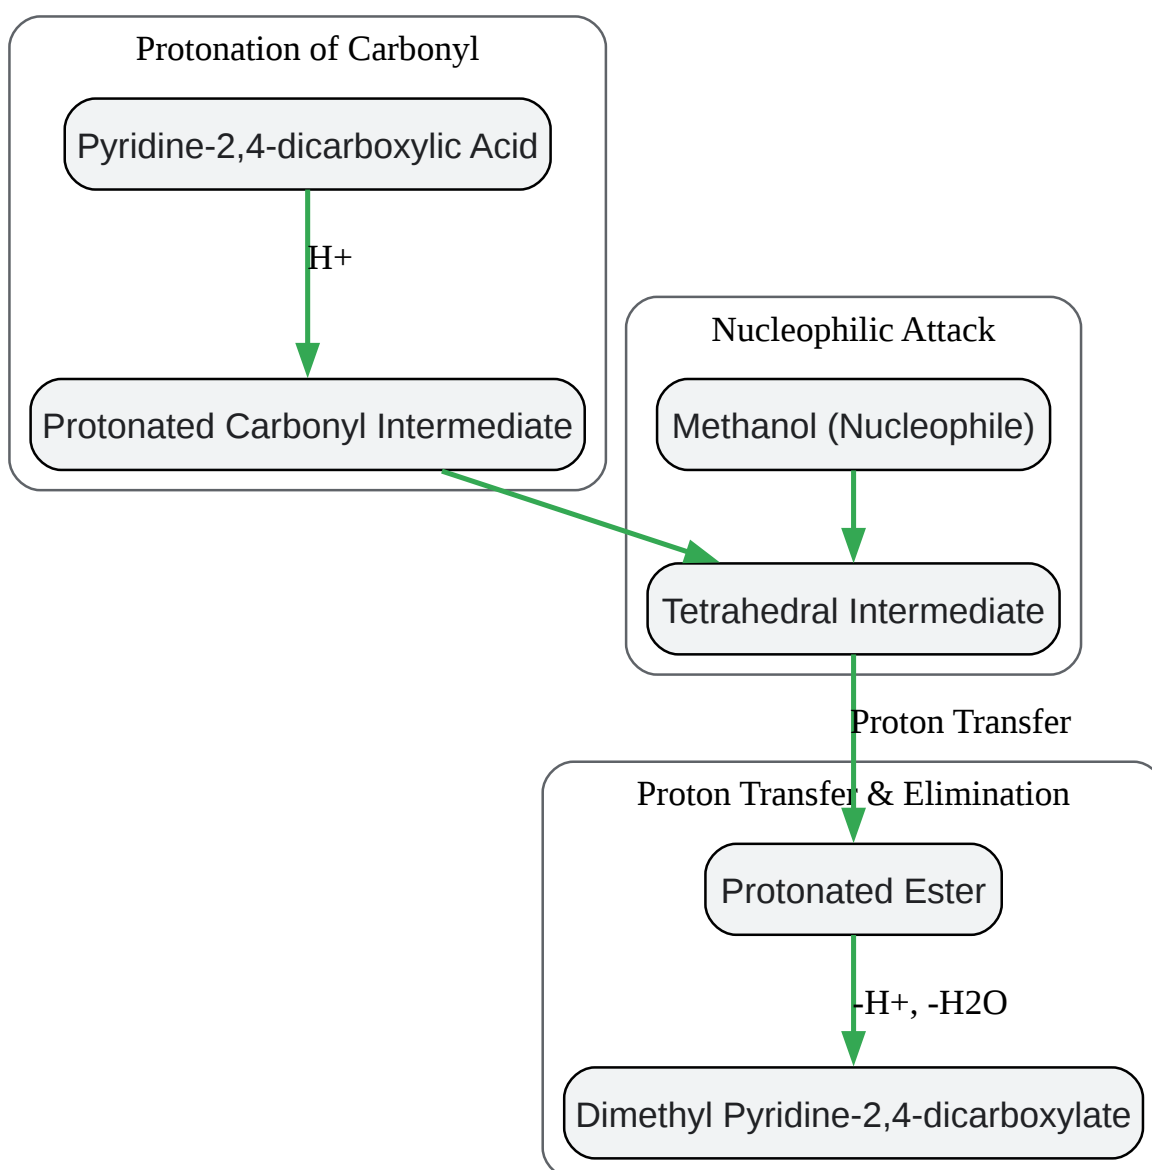 Protonation of Carbonyl
Pyridine-2,4-dicarboxylic Acid
H+
Protonated Carbonyl Intermediate
Nucleophilic Attack
Methanol (Nucleophile)
Tetrahedral Intermediate
Proton Transfer
Proton Transfer & Elimination
Protonated Ester
-H+, -H2O
Dimethyl Pyridine-2,4-dicarboxylate